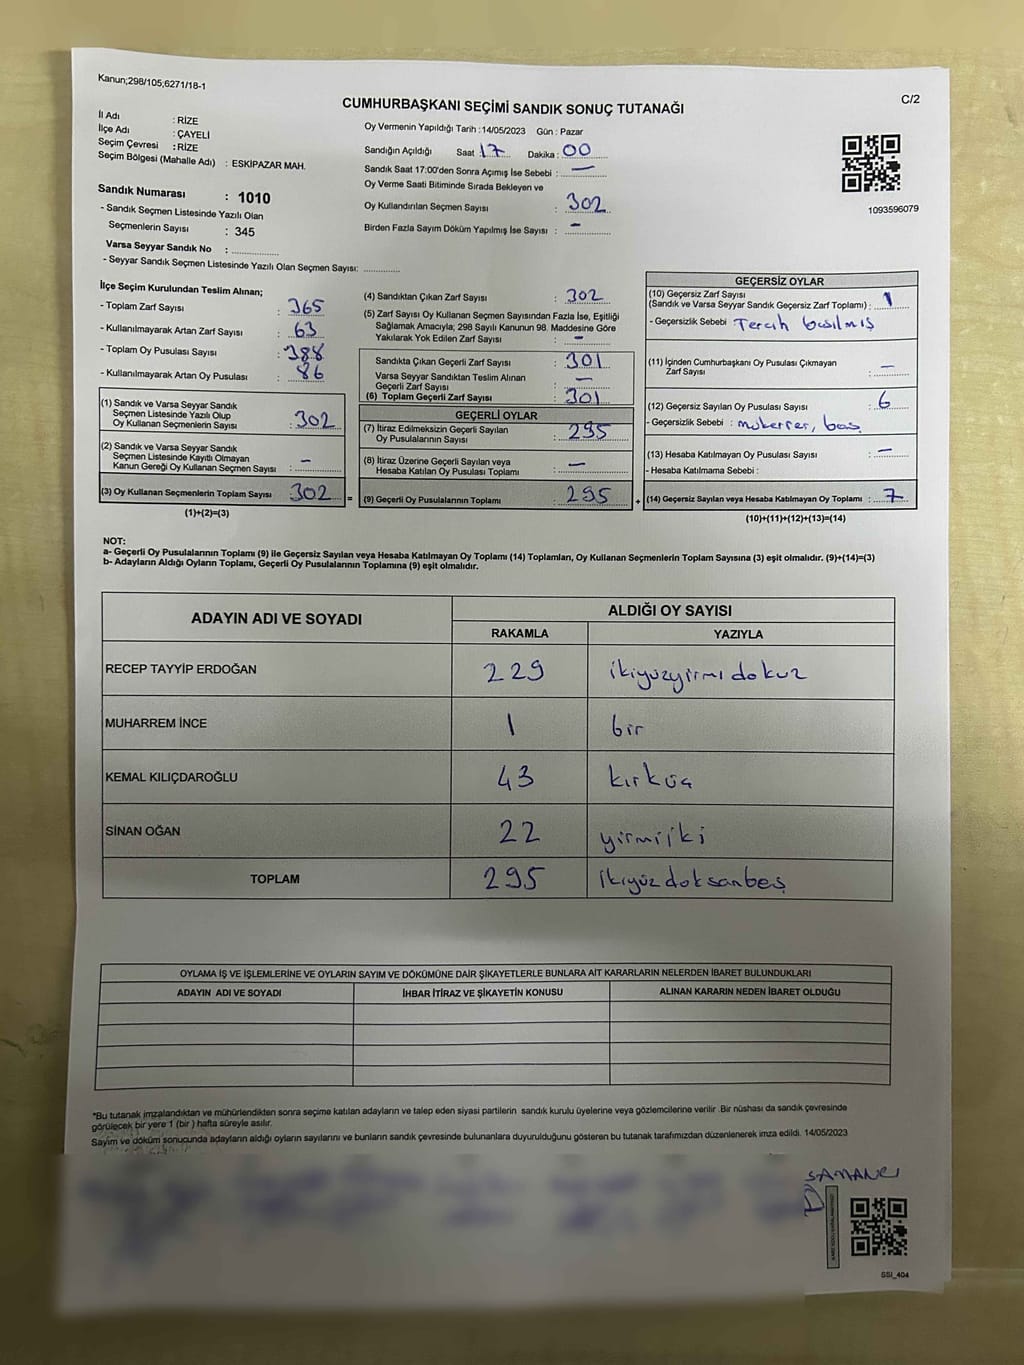 Kanun;298/105;6271/18-1
C/2
CUMHURBAŞKANI SEÇİMİ SANDIK SONUÇ TUTANAĞI
İl Adı : RİZE
İlçe Adı : ÇAYELİ
Seçim Çevresi : RİZE
Seçim Bölgesi (Mahalle Adı) : ESKİPAZAR MAH.
Sandık Numarası : 1010
- Sandık Seçmen Listesinde Yazılı Olan
Seçmenlerin Sayısı : 345
Varsa Seyyar Sandık No :
- Seyyar Sandık Seçmen Listesinde Yazılı Olan Seçmen Sayısı:
Oy Vermenin Yapıldığı Tarih : 14/05/2023 Gün : Pazar
Sandığın Açıldığı Saat 17 Dakika : 00
Sandık Saat 17:00'den Sonra Açımış İse Sebebi : —
Oy Verme Saati Bitiminde Sırada Bekleyen ve
Oy Kullandırılan Seçmen Sayısı : 302
Birden Fazla Sayım Döküm Yapılmış İse Sayısı : -
1093596079
İlçe Seçim Kurulundan Teslim Alınan;
- Toplam Zarf Sayısı : 365
- Kullanılmayarak Artan Zarf Sayısı : 63
- Toplam Oy Pusulası Sayısı : 388
- Kullanılmayarak Artan Oy Pusulası : 86
(1) Sandık ve Varsa Seyyar Sandık
Seçmen Listesinde Yazılı Olup
Oy Kullanan Seçmenlerin Sayısı : 302
(2) Sandık ve Varsa Seyyar Sandık
Seçmen Listesinde Kayıtlı Olmayan
Kanun Gereği Oy Kullanan Seçmen Sayısı : -
(3) Oy Kullanan Seçmenlerin Toplam Sayısı 302 =
(1)+(2)=(3)
(4) Sandıktan Çıkan Zarf Sayısı : 302
(5) Zarf Sayısı Oy Kullanan Seçmen Sayısından Fazla İse, Eşitliği
Sağlamak Amacıyla; 298 Sayılı Kanunun 98. Maddesine Göre
Yakılarak Yok Edilen Zarf Sayısı : -
Sandıkta Çıkan Geçerli Zarf Sayısı : 301
Varsa Seyyar Sandıktan Teslim Alınan
Geçerli Zarf Sayısı : —
(6) Toplam Geçerli Zarf Sayısı : 301
GEÇERLİ OYLAR
(7) İtiraz Edilmeksizin Geçerli Sayılan
Oy Pusulalarının Sayısı : 295
(8) İtiraz Üzerine Geçerli Sayılan veya
Hesaba Katılan Oy Pusulası Toplamı : —
(9) Geçerli Oy Pusulalarının Toplamı : 295 +
GEÇERSİZ OYLAR
(10) Geçersiz Zarf Sayısı
(Sandık ve Varsa Seyyar Sandık Geçersiz Zarf Toplamı) : 1
- Geçersizlik Sebebi Tercih basılmış
(11) İçinden Cumhurbaşkanı Oy Pusulası Çıkmayan
Zarf Sayısı : —
(12) Geçersiz Sayılan Oy Pusulası Sayısı : 6
- Geçersizlik Sebebi : mükerrer, boş
(13) Hesaba Katılmayan Oy Pusulası Sayısı : —
- Hesaba Katılmama Sebebi :
(14) Geçersiz Sayılan veya Hesaba Katılmayan Oy Toplamı : 7
(10)+(11)+(12)+(13)=(14)
NOT:
a- Geçerli Oy Pusulalarının Toplamı (9) ile Geçersiz Sayılan veya Hesaba Katılmayan Oy Toplamı (14) Toplamları, Oy Kullanan Seçmenlerin Toplam Sayısına (3) eşit olmalıdır. (9)+(14)=(3)
b- Adayların Aldığı Oyların Toplamı, Geçerli Oy Pusulalarının Toplamına (9) eşit olmalıdır.
ADAYIN ADI VE SOYADI ALDIĞI OY SAYISI
RAKAMLA YAZIYLA
RECEP TAYYİP ERDOĞAN 229 ikiyüzyirmi dokuz
MUHARREM İNCE 1 bir
KEMAL KILIÇDAROĞLU 43 kırküç
SİNAN OĞAN 22 yirmiiki
TOPLAM 295 ikiyüz doksanbeş
OYLAMA İŞ VE İŞLEMLERİNE VE OYLARIN SAYIM VE DÖKÜMÜNE DAİR ŞİKAYETLERLE BUNLARA AİT KARARLARIN NELERDEN İBARET BULUNDUKLARI
ADAYIN ADI VE SOYADI İHBAR İTİRAZ VE ŞİKAYETİN KONUSU ALINAN KARARIN NEDEN İBARET OLDUĞU
*Bu tutanak imzalandıktan ve mühürlendikten sonra seçime katılan adayların ve talep eden siyasi partilerin sandık kurulu üyelerine veya gözlemcilerine verilir .Bir nüshası da sandık çevresinde
görülecek bir yere 1 (bir ) hafta süreyle asılır.
Sayım ve döküm sonucunda adayların aldığı oyların sayılarını ve bunların sandık çevresinde bulunanlara duyurulduğunu gösteren bu tutanak tarafımızdan düzenlenerek imza edildi. 14/05/2023
SSI_404